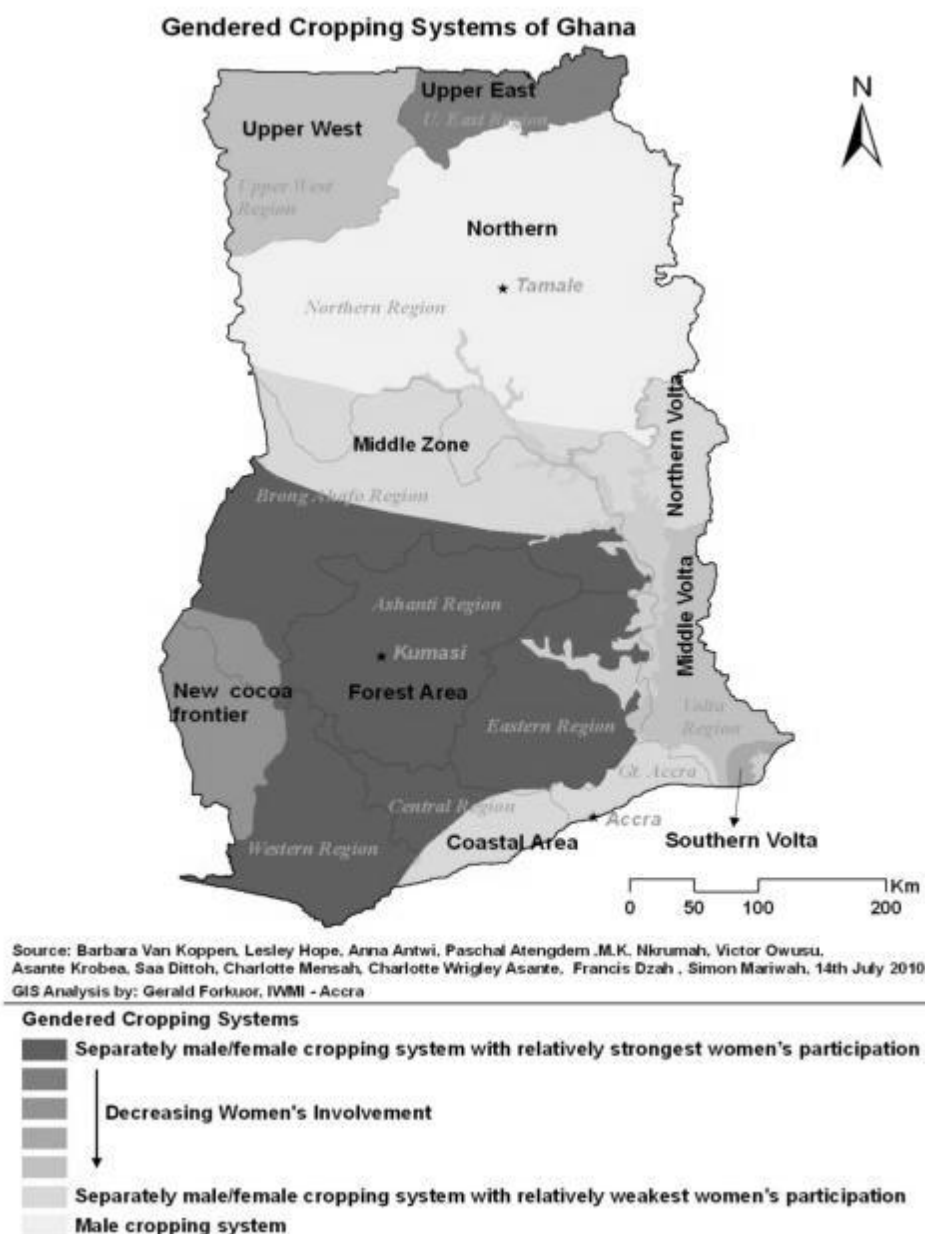 Gendered Cropping Systems of Ghana
N
Upper East
U. East Region
Upper West
Upper West
Region
Northern
Tamale
Northern Region
Northern Volta
Middle Zone
Brong Ahafo Region
Middle Volta
Ashanti Region
Kumasi
New cocoa
frontier
Forest Area
Eastern Region
Volta
Region
Gt. Accra
Central Region
Accra
Western Region
Coastal Area
Southern Volta
Km
0 50 100 200
Source: Barbara Van Koppen, Lesley Hope, Anna Antwi, Paschal Atengdem .M.K. Nkrumah, Victor Owusu,
Asante Krobea, Saa Dittoh, Charlotte Mensah, Charlotte Wrigley Asante, Francis Dzah , Simon Mariwah, 14th July 2010
GIS Analysis by: Gerald Forkuor, IWMI - Accra
Gendered Cropping Systems
Separately male/female cropping system with relatively strongest women's participation
Decreasing Women's Involvement
Separately male/female cropping system with relatively weakest women's participation
Male cropping system